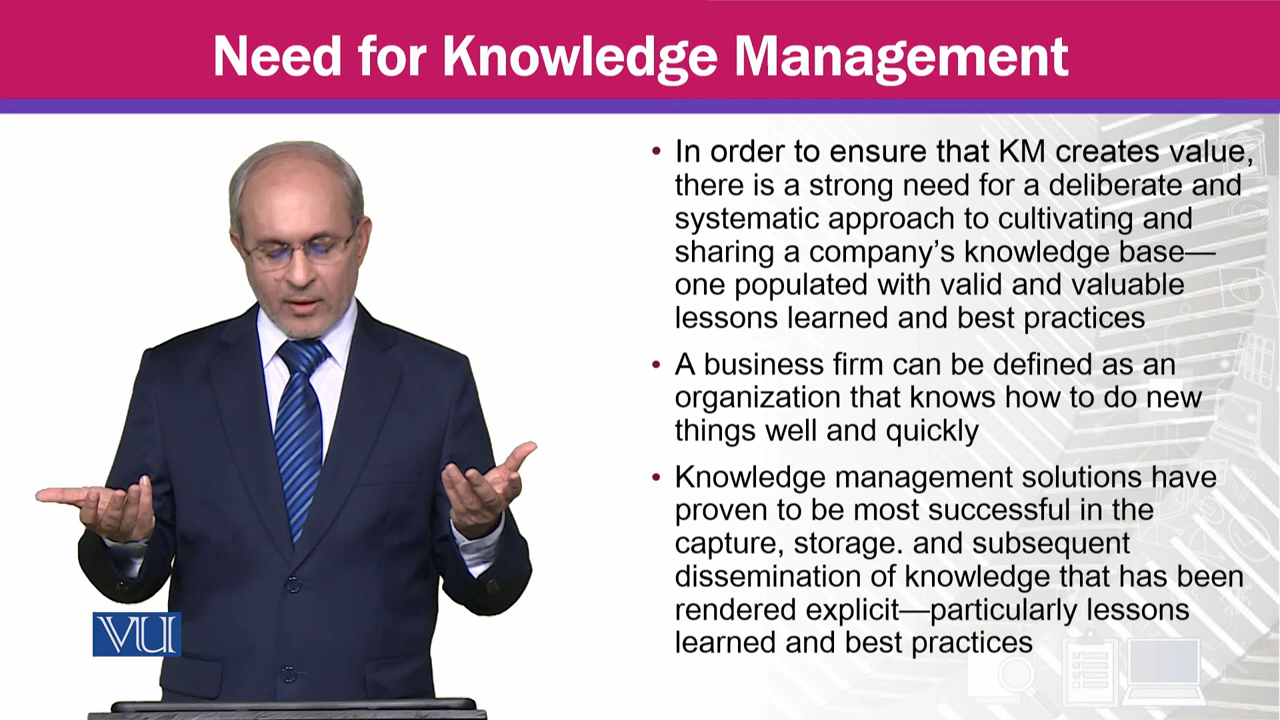 Need for Knowledge Management
• In order to ensure that KM creates value,
there is a strong need for a deliberate and
systematic approach to cultivating and
sharing a company’s knowledge base—
one populated with valid and valuable
lessons learned and best practices
• A business firm can be defined as an
organization that knows how to do new
things well and quickly
• Knowledge management solutions have
proven to be most successful in the
capture, storage. and subsequent
dissemination of knowledge that has been
rendered explicit—particularly lessons
learned and best practices
VU